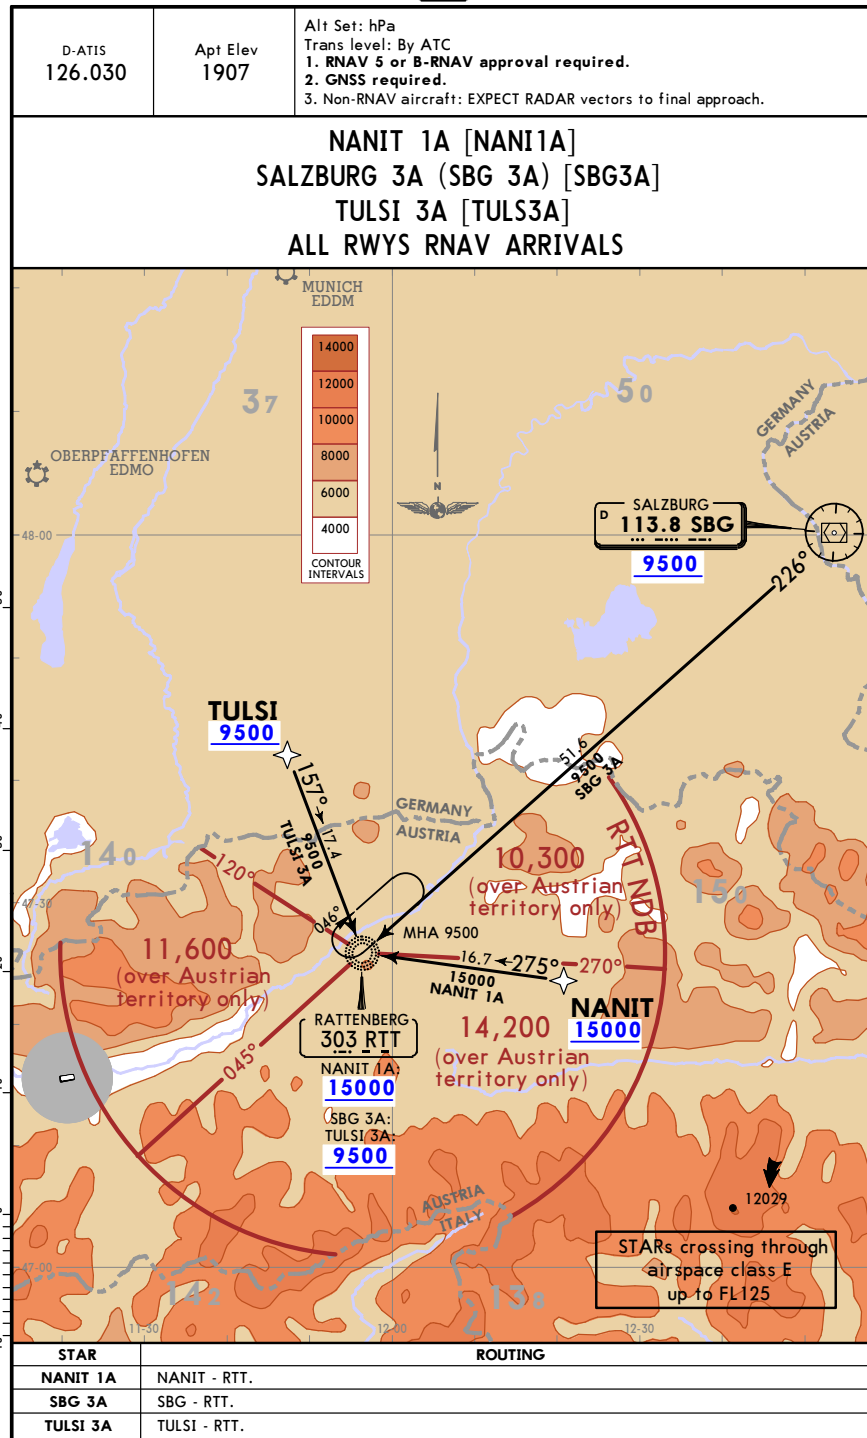 D-ATIS
126.030
Apt Elev
1907
Alt Set: hPa
Trans level: By ATC
1. RNAV 5 or B-RNAV approval required.
2. GNSS required.
3. Non-RNAV aircraft: EXPECT RADAR vectors to final approach.
NANIT 1A [NANI1A]
SALZBURG 3A (SBG 3A) [SBG3A]
TULSI 3A [TULS3A]
ALL RWYS RNAV ARRIVALS
MUNICH
EDDM
14000
12000
10000
8000
6000
4000
CONTOUR
INTERVALS
37
50
GERMANY
AUSTRIA
OBERPFAFFENHOFEN
EDMO
N
SALZBURG
D 113.8 SBG
9500
48-00
226°
TULSI
9500
157°
17.4
9500
TULSI 3A
51.6
9500
SBG 3A
GERMANY
AUSTRIA
140
120°
10,300
(over Austrian
territory only)
RTT NDB
150
47-30
046°
MHA 9500
11,600
(over Austrian
territory only)
16.7
275°
270°
15000
NANIT 1A
NANIT
15000
RATTENBERG
303 RTT
14,200
(over Austrian
territory only)
045°
NANIT 1A:
15000
SBG 3A:
TULSI 3A:
9500
AUSTRIA
ITALY
12029
STARs crossing through
airspace class E
up to FL125
47-00
142
138
11-30
12-00
12-30
STAR
ROUTING
NANIT 1A
NANIT - RTT.
SBG 3A
SBG - RTT.
TULSI 3A
TULSI - RTT.